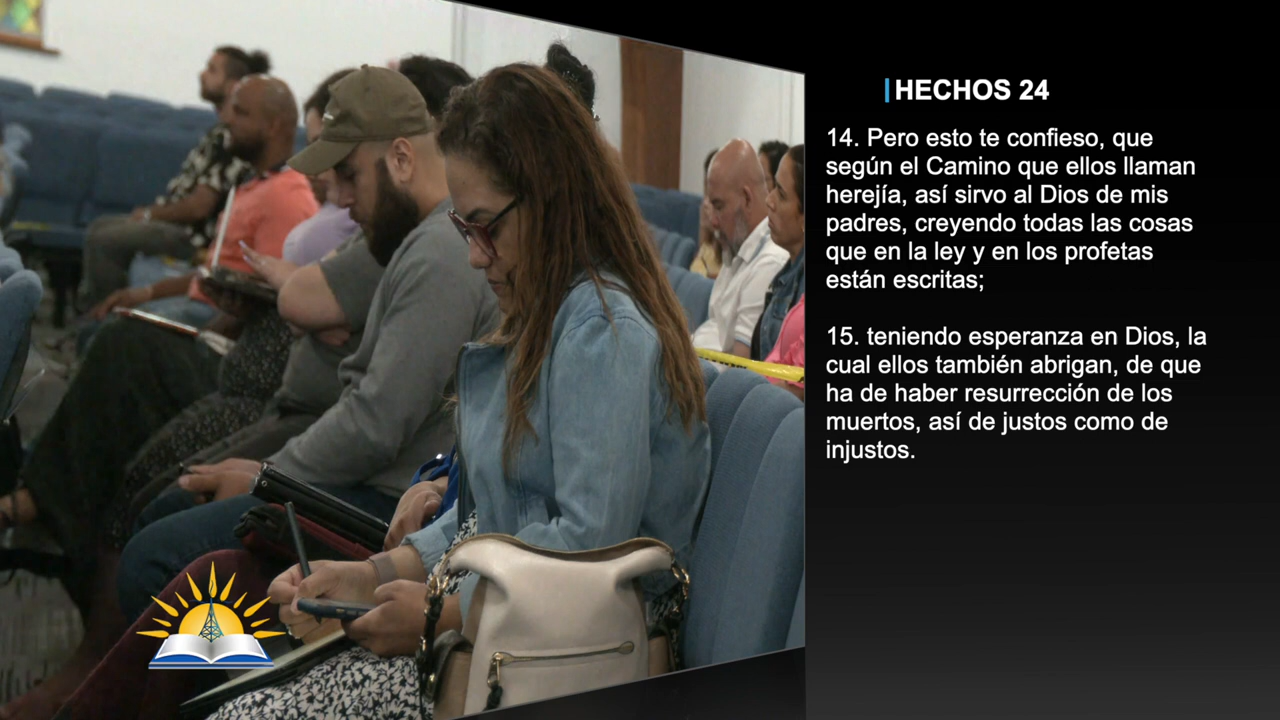 HECHOS 24
14. Pero esto te confieso, que
según el Camino que ellos llaman
herejía, así sirvo al Dios de mis
padres, creyendo todas las cosas
que en la ley y en los profetas
están escritas;
15. teniendo esperanza en Dios, la
cual ellos también abrigan, de que
ha de haber resurrección de los
muertos, así de justos como de
injustos.